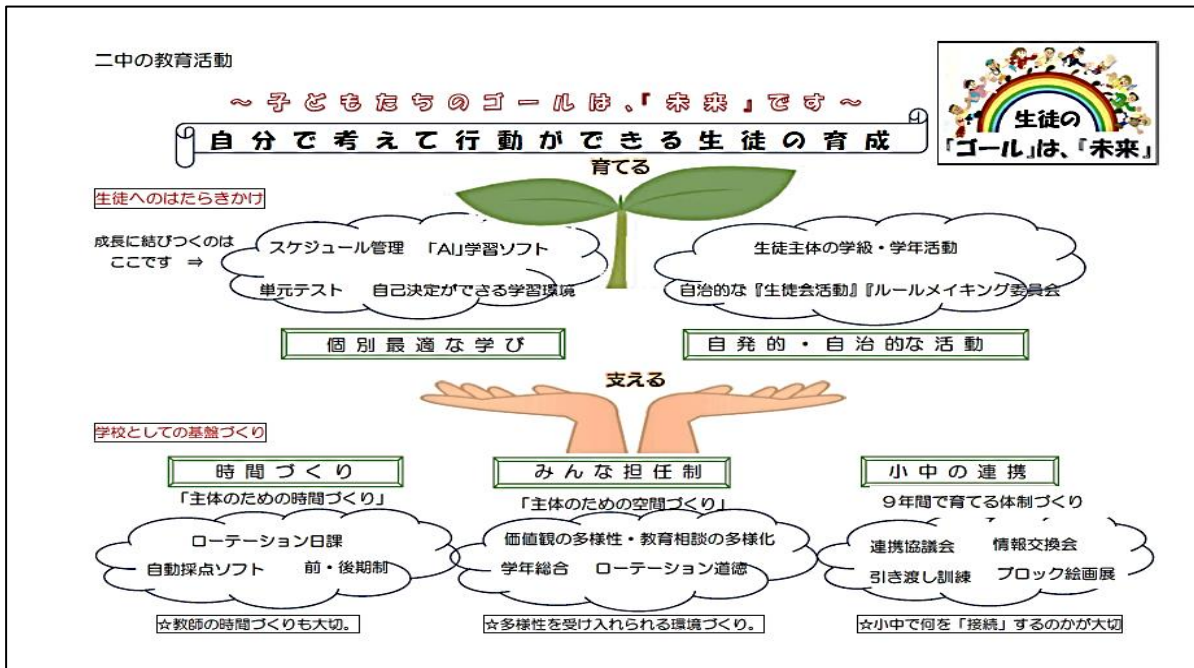 二中の教育活動
~子どもたちのゴールは、『未来』です~
自分で考えて行動ができる生徒の育成
生徒の
『ゴール』は、『未来』
育てる
生徒へのはたらきかけ
成長に結びつくのは
ここです ⇒
スケジュール管理 「AI」学習ソフト
単元テスト 自己決定ができる学習環境
生徒主体の学級・学年活動
自治的な『生徒会活動』『ルールメイキング委員会
個別最適な学び
自発的・自治的な活動
支える
学校としての基盤づくり
時間づくり
「主体のための時間づくり」
ローテーション日課
自動採点ソフト 前・後期制
☆教師の時間づくりも大切。
みんな担任制
「主体のための空間づくり」
価値観の多様性・教育相談の多様化
学年総合 ローテーション道徳
☆多様性を受け入れられる環境づくり。
小中の連携
9年間で育てる体制づくり
連携協議会 情報交換会
引き渡し訓練 ブロック絵画展
☆小中で何を「接続」するのかが大切